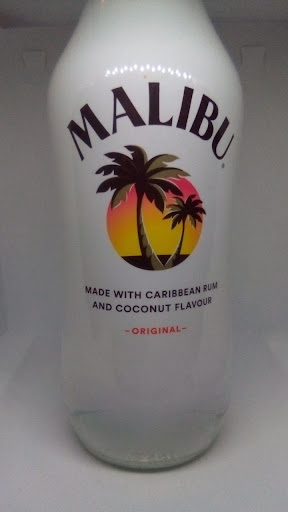 MALIBU
MADE WITH CARIBBEAN RUM
AND COCONUT FLAVOUR
-ORIGINAL-